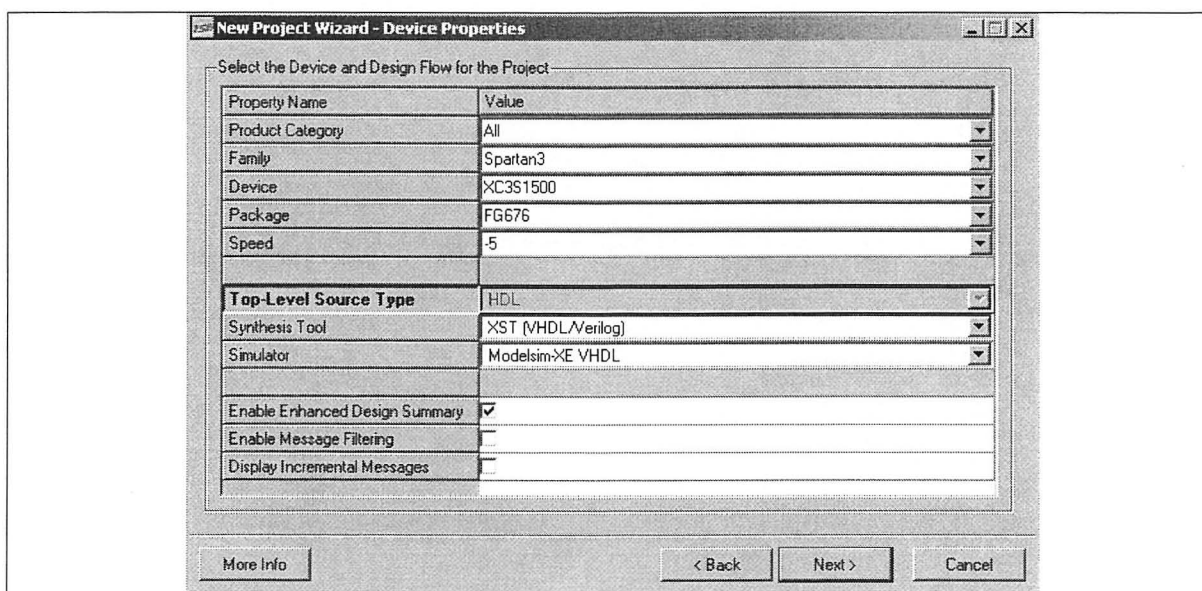 New Project Wizard - Device Properties
Select the Device and Design Flow for the Project
Property Name Value
Product Category All
Family Spartan3
Device XC3S1500
Package FG676
Speed -5
Top-Level Source Type HDL
Synthesis Tool XST (VHDL/Verilog)
Simulator Modelsim-XE VHDL
Enable Enhanced Design Summary
Enable Message Filtering
Display Incremental Messages
More Info < Back Next > Cancel